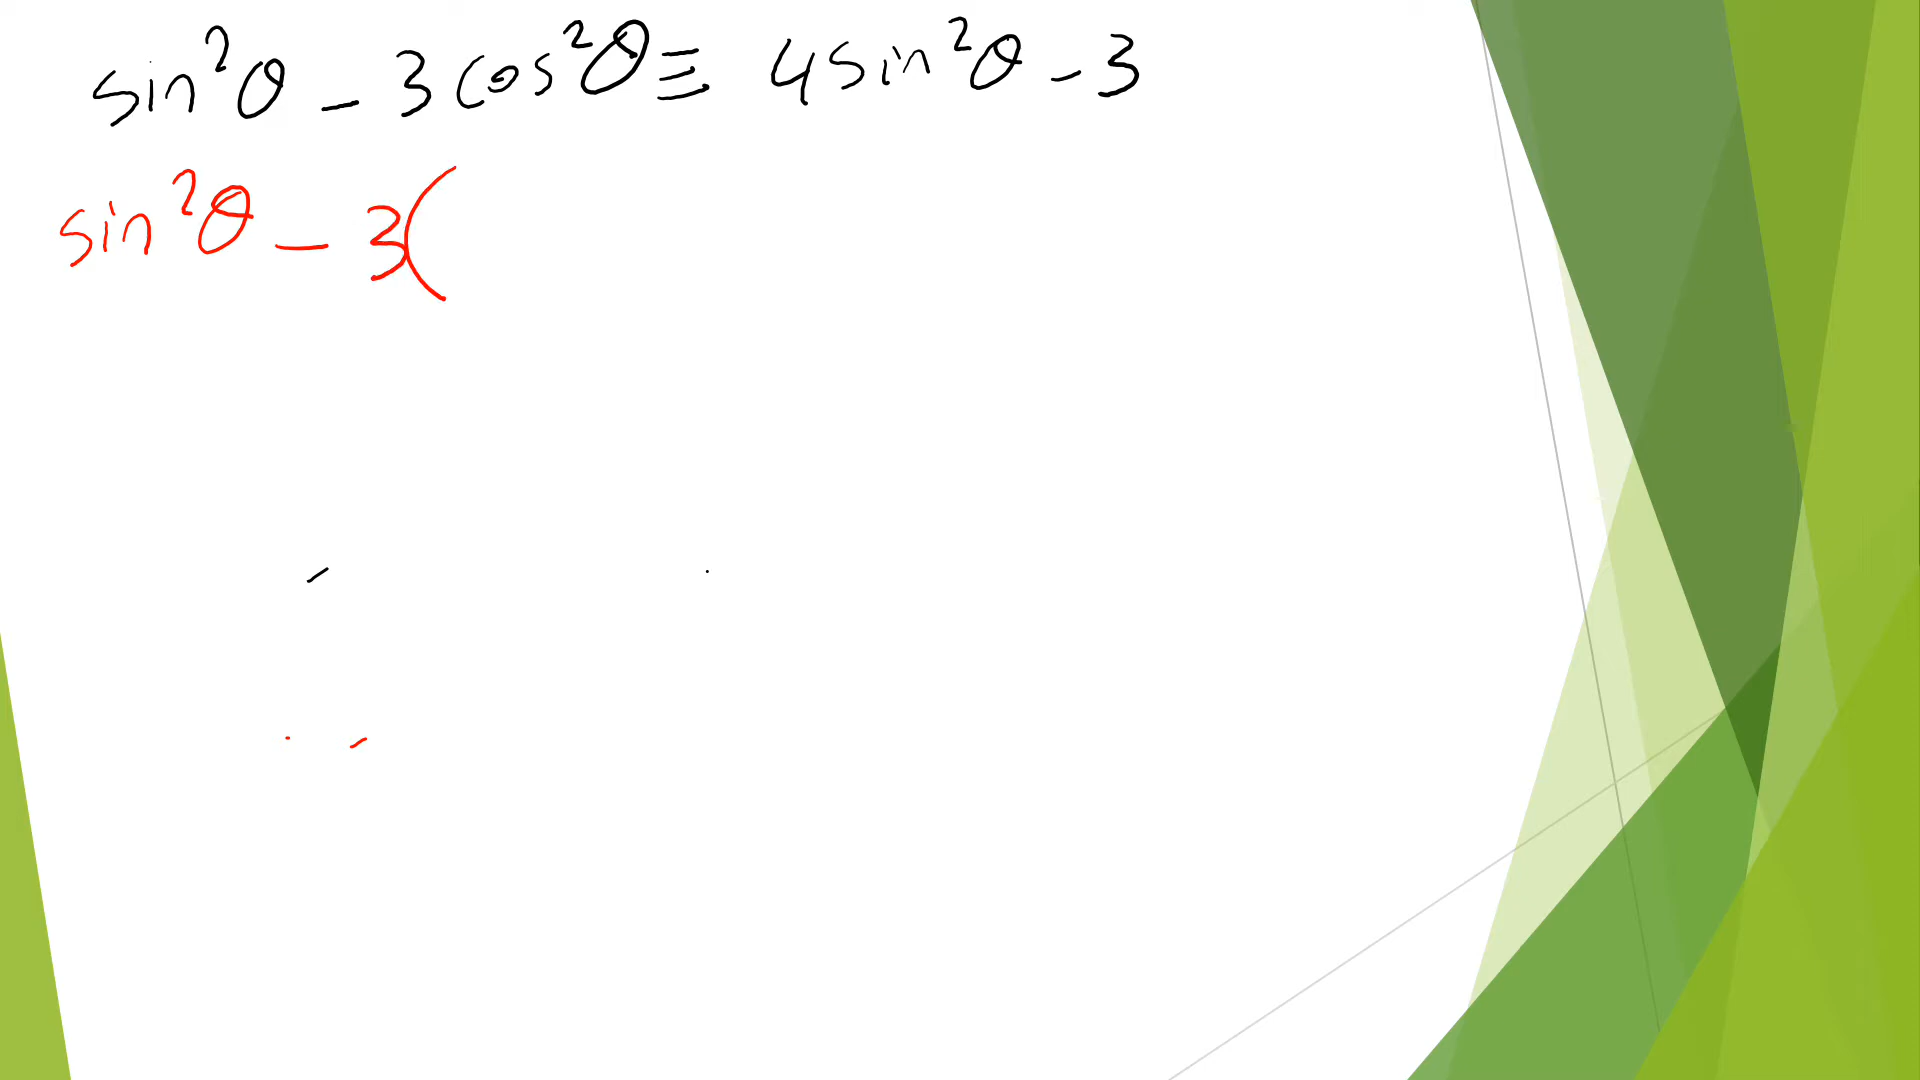 sin²θ - 3cos²θ ≡ 4sin²θ - 3
sin²θ - 3(